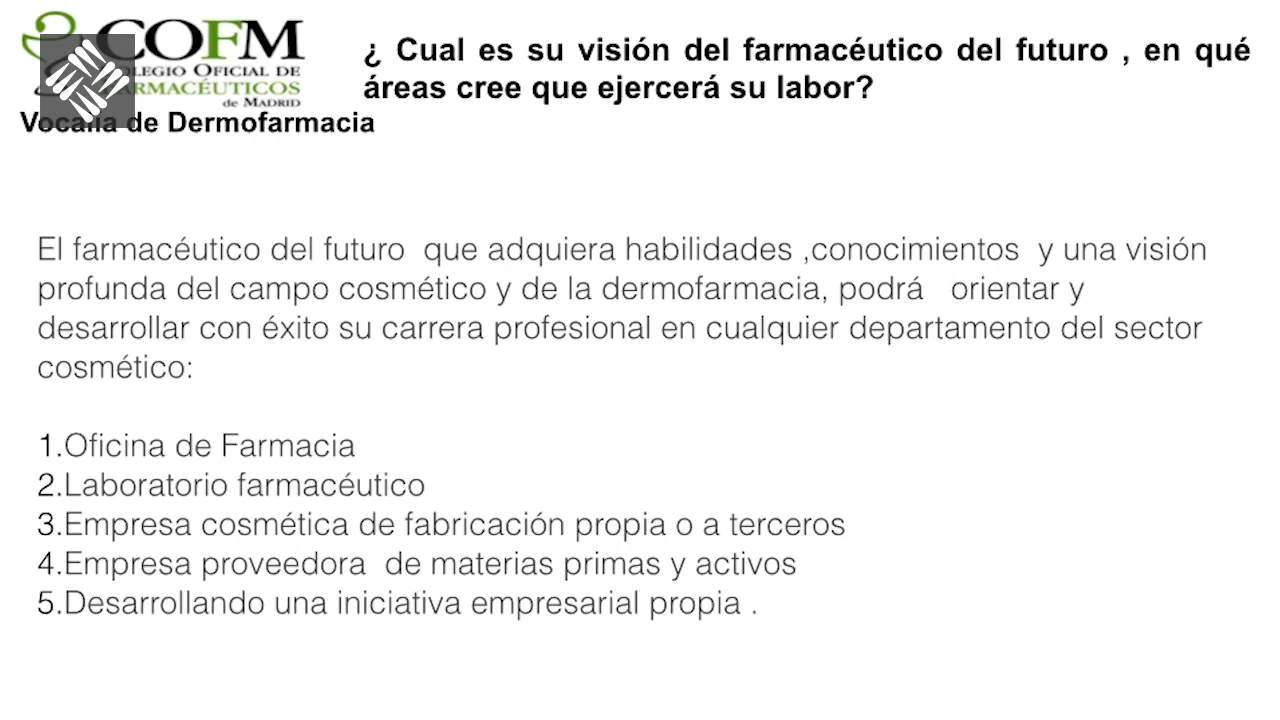 COFM
COLEGIO OFICIAL DE
FARMACÉUTICOS
de MADRID
Vocalía de Dermofarmacia
¿ Cual es su visión del farmacéutico del futuro , en qué
áreas cree que ejercerá su labor?
El farmacéutico del futuro que adquiera habilidades ,conocimientos y una visión
profunda del campo cosmético y de la dermofarmacia, podrá orientar y
desarrollar con éxito su carrera profesional en cualquier departamento del sector
cosmético:
1.Oficina de Farmacia
2.Laboratorio farmacéutico
3.Empresa cosmética de fabricación propia o a terceros
4.Empresa proveedora de materias primas y activos
5.Desarrollando una iniciativa empresarial propia .